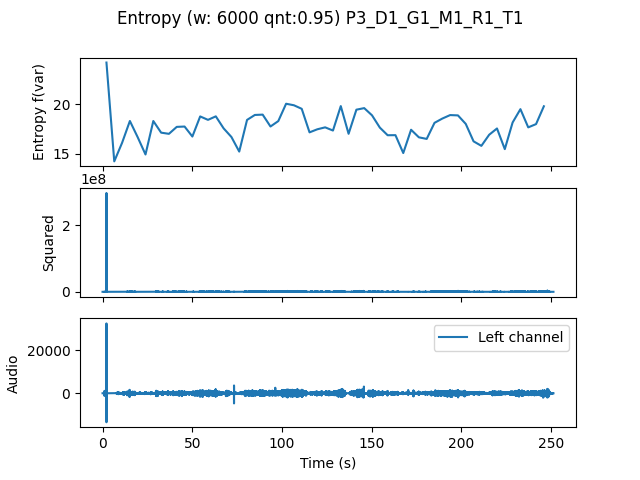 Entropy (w: 6000 qnt:0.95) P3_D1_G1_M1_R1_T1
Entropy f(var)
20
15
1e8
Squared
2
0
Audio
20000
0
Left channel
0 50 100 150 200 250
Time (s)